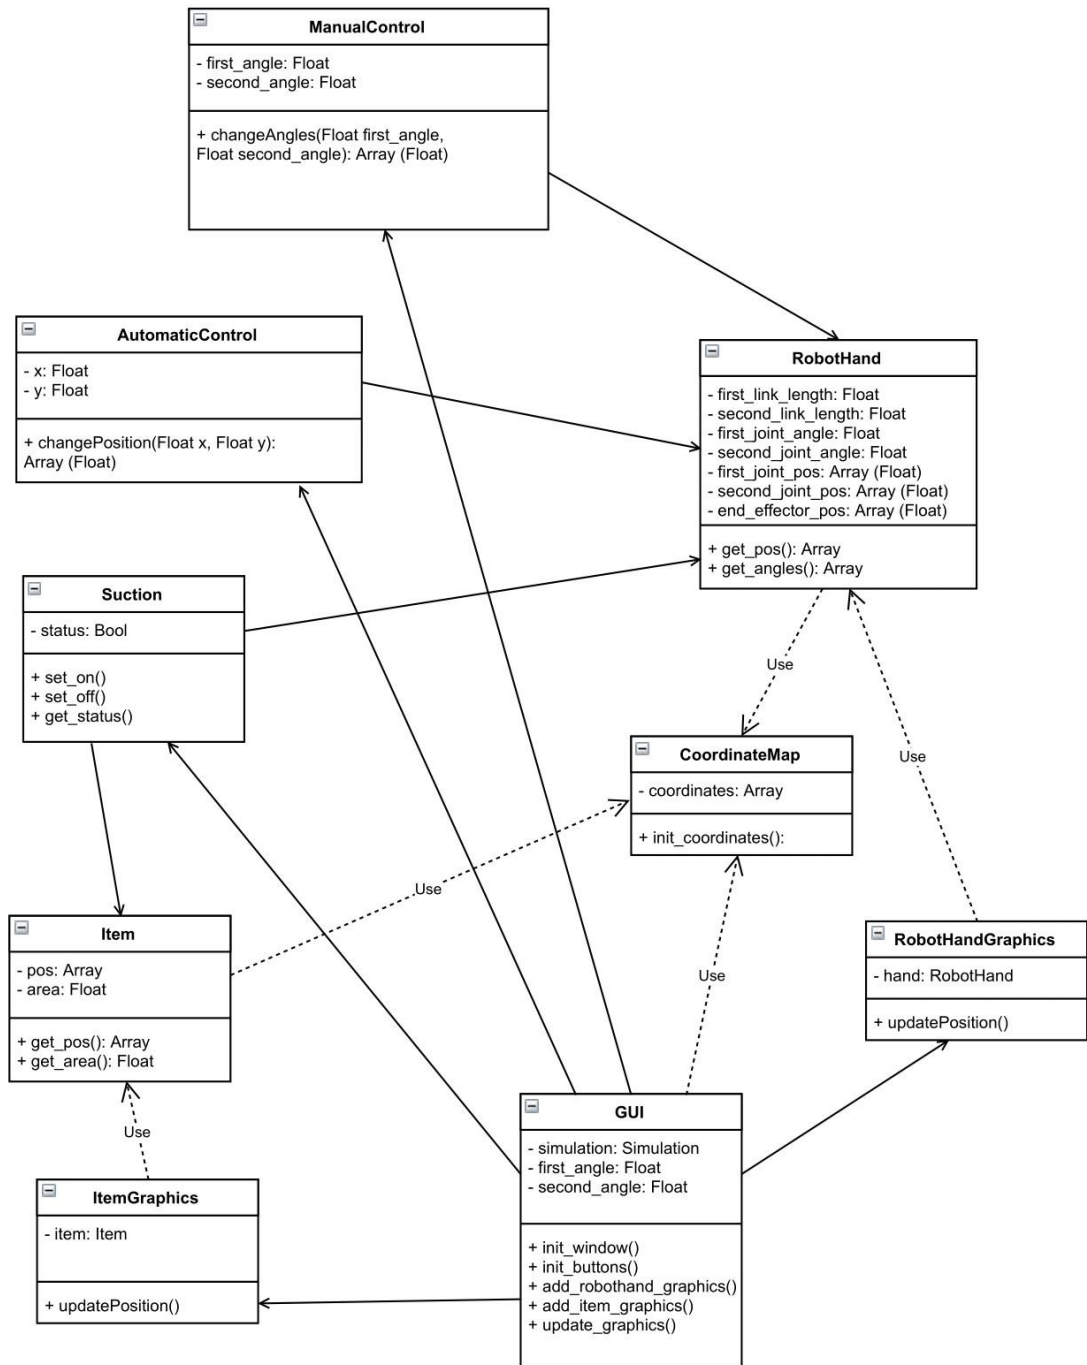 ManualControl
- first_angle: Float
- second_angle: Float
+ changeAngles(Float first_angle,
Float second_angle): Array (Float)
AutomaticControl
- x: Float
- y: Float
+ changePosition(Float x, Float y):
Array (Float)
RobotHand
- first_link_length: Float
- second_link_length: Float
- first_joint_angle: Float
- second_joint_angle: Float
- first_joint_pos: Array (Float)
- second_joint_pos: Array (Float)
- end_effector_pos: Array (Float)
+ get_pos(): Array
+ get_angles(): Array
Suction
- status: Bool
+ set_on()
+ set_off()
+ get_status()
Use
Use
CoordinateMap
- coordinates: Array
+ init_coordinates():
Use
Item
- pos: Array
- area: Float
+ get_pos(): Array
+ get_area(): Float
Use
RobotHandGraphics
- hand: RobotHand
+ updatePosition()
Use
ItemGraphics
- item: Item
+ updatePosition()
GUI
- simulation: Simulation
- first_angle: Float
- second_angle: Float
+ init_window()
+ init_buttons()
+ add_robothand_graphics()
+ add_item_graphics()
+ update_graphics()